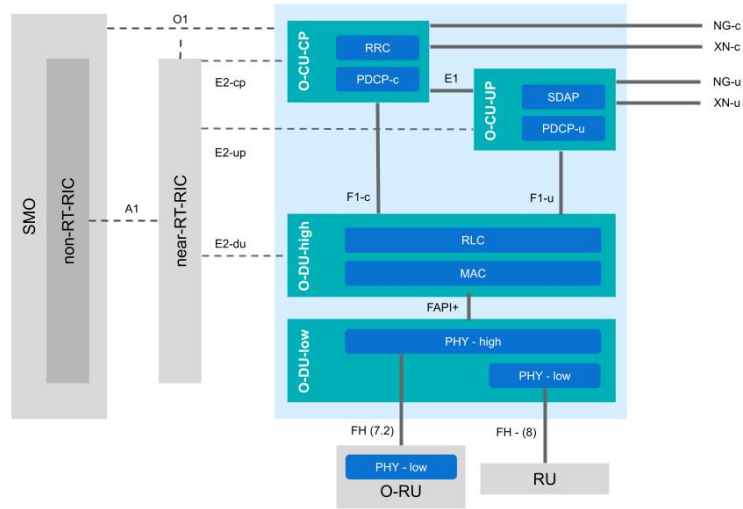 O1
NG-c
XN-c
O-CU-CP
RRC
PDCP-c
E2-cp
E1
NG-u
XN-u
O-CU-UP
SDAP
PDCP-u
E2-up
F1-c
F1-u
SMO
non-RT-RIC
A1
near-RT-RIC
E2-du
O-DU-high
RLC
MAC
FAPI+
O-DU-low
PHY - high
PHY - low
FH (7.2)
FH - (8)
PHY - low
O-RU
RU